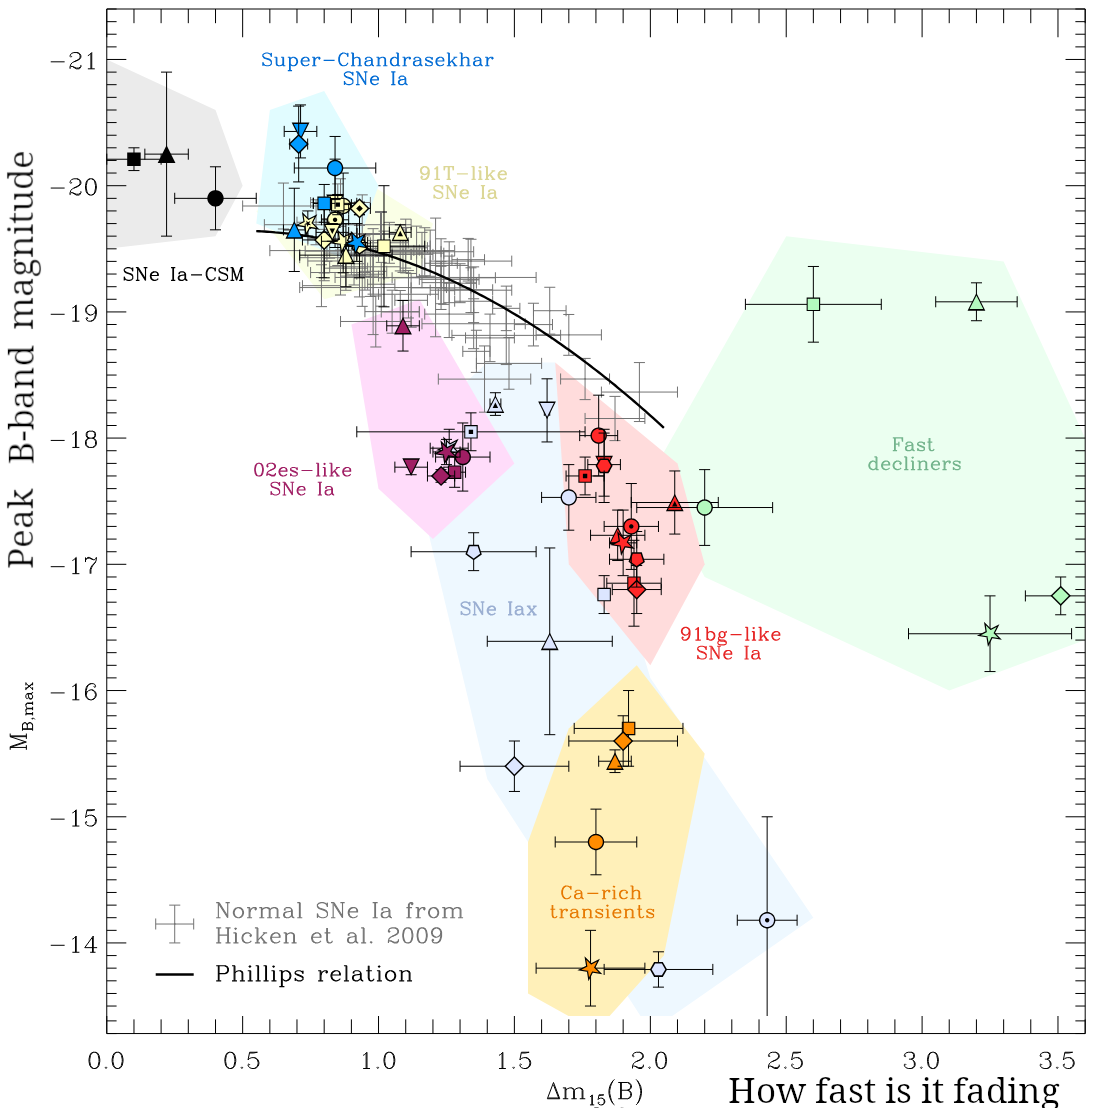 Super-Chandrasekhar
SNe Ia
91T-like
SNe Ia
SNe Ia-CSM
02es-like
SNe Ia
Fast
decliners
SNe Iax
91bg-like
SNe Ia
Ca-rich
transients
Normal SNe Ia from
Hicken et al. 2009
Phillips relation
Peak B-band magnitude
M_B,max
-21
-20
-19
-18
-17
-16
-15
-14
0.0 0.5 1.0 1.5 2.0 2.5 3.0 3.5
Δm₁₅(B)
How fast is it fading